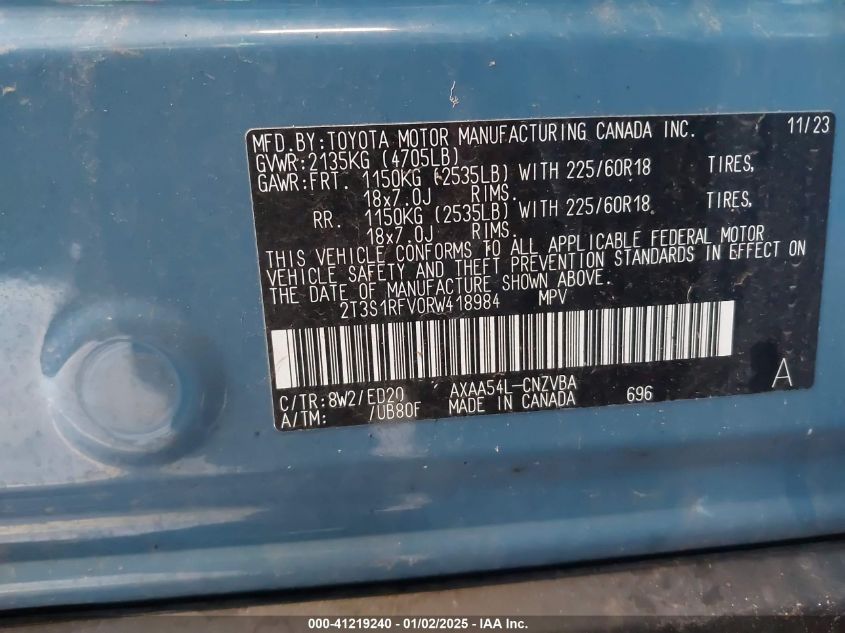 MFD.BY:TOYOTA MOTOR MANUFACTURING CANADA INC. 11/23
GVWR:2135KG (4705LB)
GAWR:FRT. 1150KG (2535LB) WITH 225/60R18 TIRES,
18x7.0J RIMS.
RR. 1150KG (2535LB) WITH 225/60R18 TIRES,
18x7.0J RIMS.
THIS VEHICLE CONFORMS TO ALL APPLICABLE FEDERAL MOTOR
VEHICLE SAFETY AND THEFT PREVENTION STANDARDS IN EFFECT ON
THE DATE OF MANUFACTURE SHOWN ABOVE.
2T3S1RFV0RW418984 MPV
C/TR:8W2/ED20 AXAA54L-CNZVBA A
A/TM: /UB80F MADE IN CANADA 696
000-41219240 - 01/02/2025 - IAA Inc.